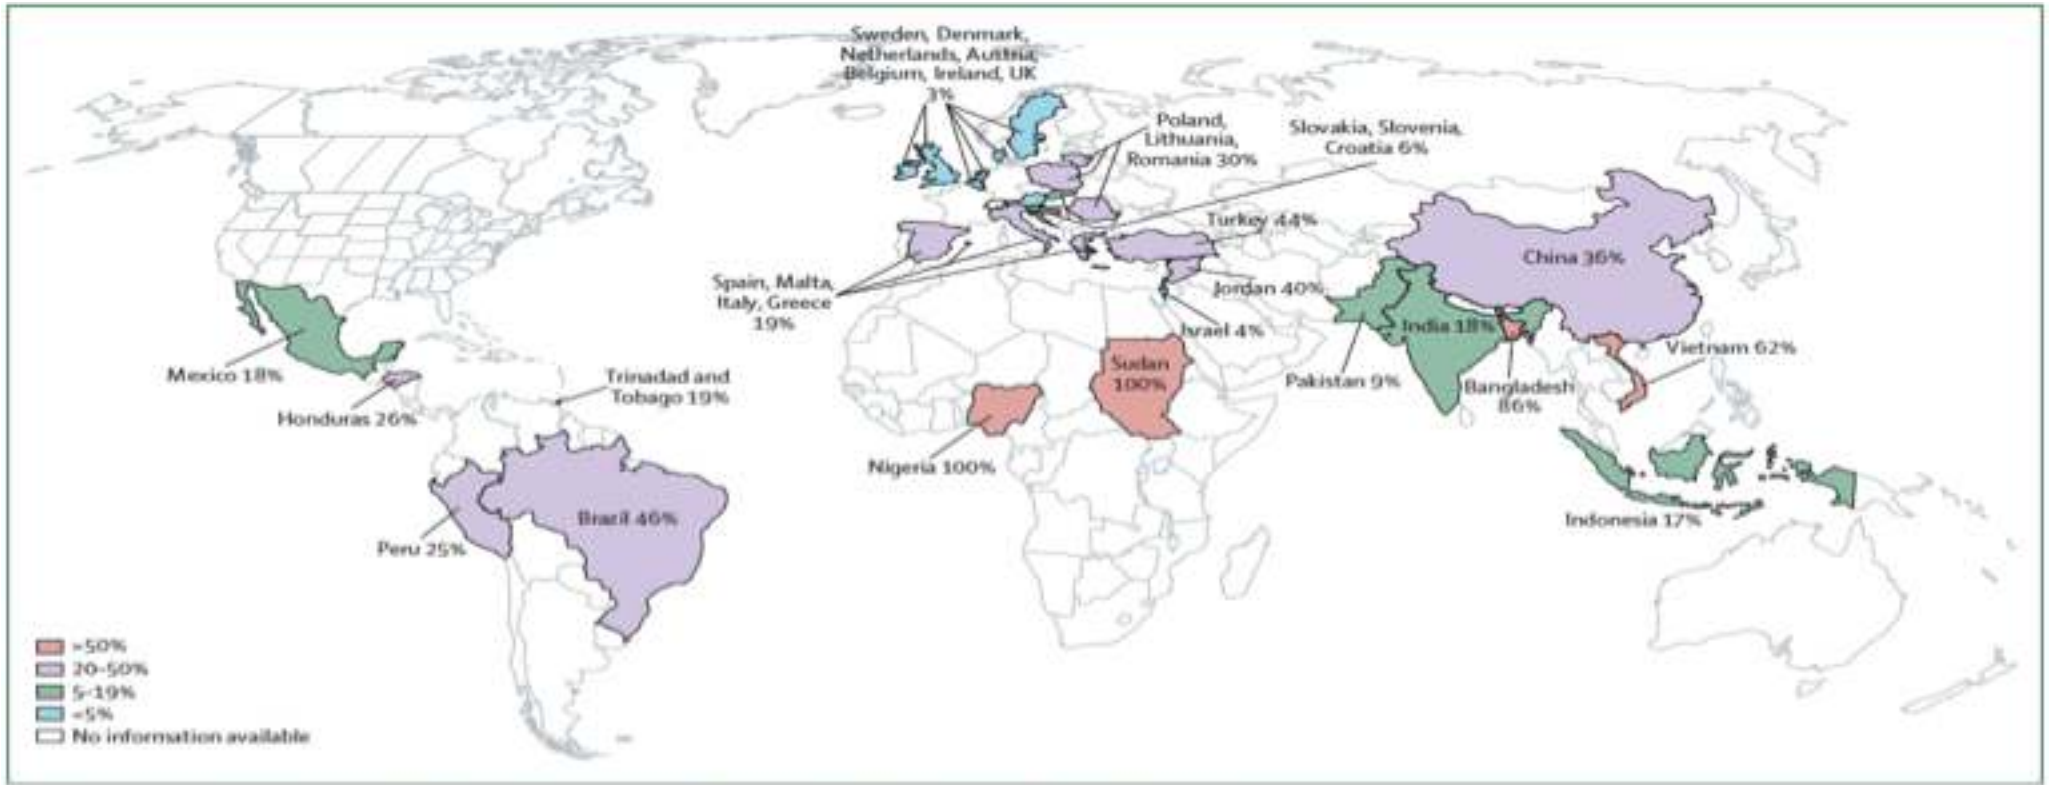 Sweden, Denmark,
Netherlands, Austria,
Belgium, Ireland, UK
3%
Poland,
Lithuania,
Romania 30%
Slovakia, Slovenia,
Croatia 6%
Turkey 44%
China 36%
Spain, Malta,
Italy, Greece
19%
Jordan 40%
Israel 4%
India 18%
Vietnam 62%
Mexico 18%
Trinadad and
Tobago 19%
Sudan
100%
Pakistan 9%
Bangladesh
86%
Honduras 26%
Nigeria 100%
Brazil 46%
Indonesia 17%
Peru 25%
>50%
20-50%
5-19%
<5%
No information available